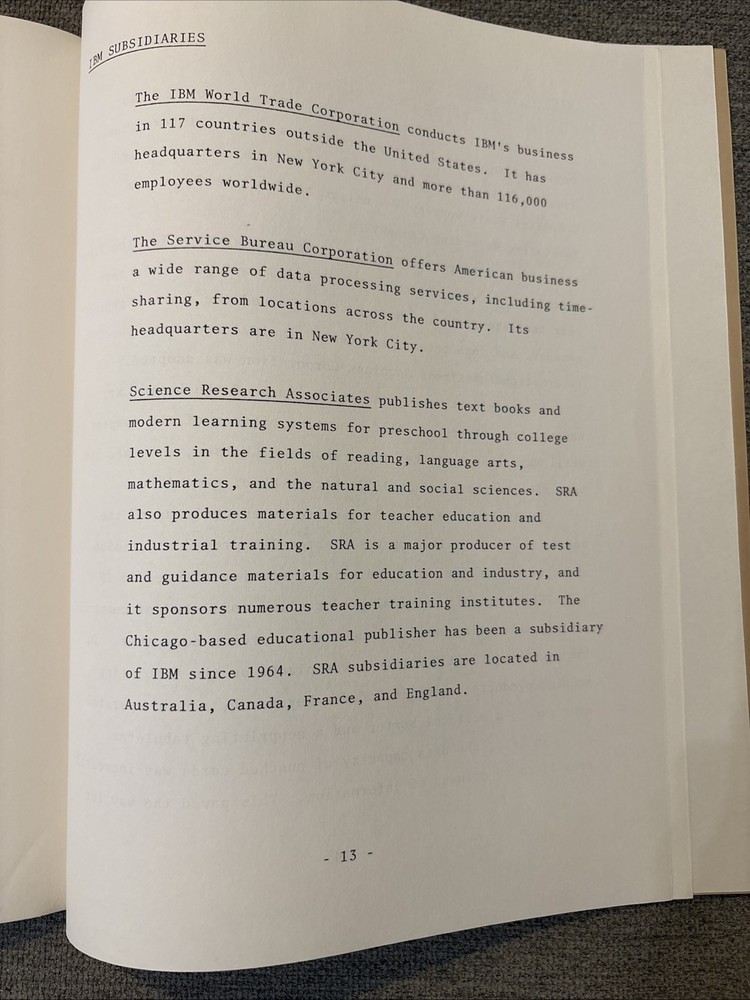 IBM SUBSIDIARIES
The IBM World Trade Corporation conducts IBM's business
in 117 countries outside the United States. It has
headquarters in New York City and more than 116,000
employees worldwide.
The Service Bureau Corporation offers American business
a wide range of data processing services, including time-
sharing, from locations across the country. Its
headquarters are in New York City.
Science Research Associates publishes text books and
modern learning systems for preschool through college
levels in the fields of reading, language arts,
mathematics, and the natural and social sciences. SRA
also produces materials for teacher education and
industrial training. SRA is a major producer of test
and guidance materials for education and industry, and
it sponsors numerous teacher training institutes. The
Chicago-based educational publisher has been a subsidiary
of IBM since 1964. SRA subsidiaries are located in
Australia, Canada, France, and England.
- 13 -